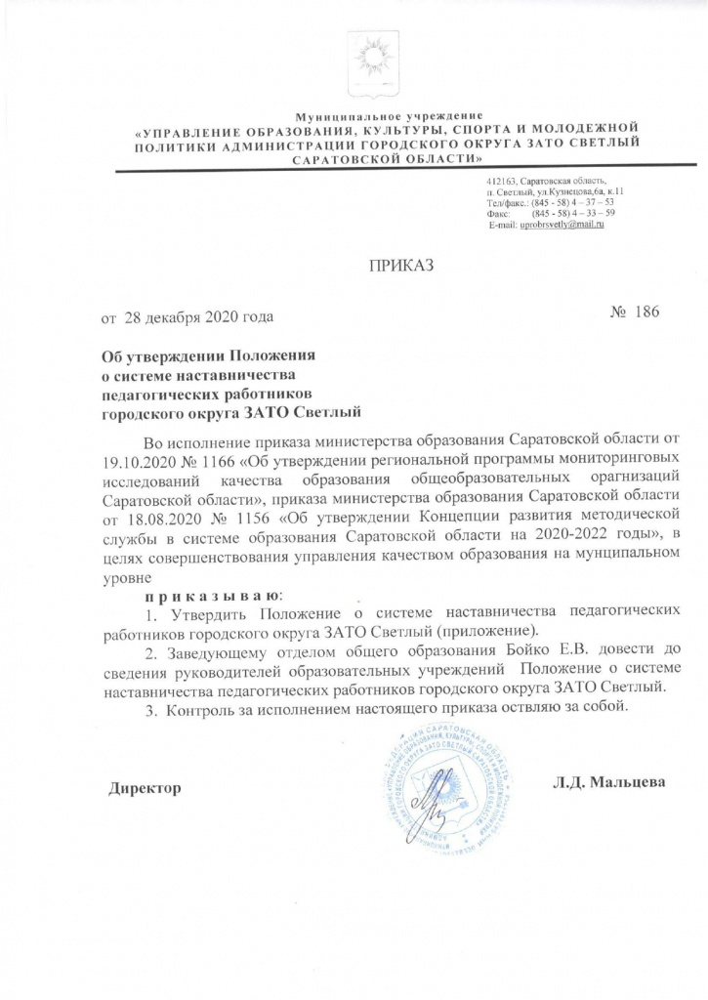 Муниципальное учреждение
«УПРАВЛЕНИЕ ОБРАЗОВАНИЯ, КУЛЬТУРЫ, СПОРТА И МОЛОДЕЖНОЙ
ПОЛИТИКИ АДМИНИСТРАЦИИ ГОРОДСКОГО ОКРУГА ЗАТО СВЕТЛЫЙ
САРАТОВСКОЙ ОБЛАСТИ»
412163, Саратовская область,
п. Светлый, ул.Кузнецова,6а, к.11
Тел/факс.: (845 - 58) 4 – 37 – 53
Факс: (845 - 58) 4 – 33 – 59
E-mail: uprobrsvetly@mail.ru
ПРИКАЗ
от 28 декабря 2020 года № 186
Об утверждении Положения
о системе наставничества
педагогических работников
городского округа ЗАТО Светлый
Во исполнение приказа министерства образования Саратовской области от
19.10.2020 № 1166 «Об утверждении региональной программы мониторинговых
исследований качества образования общеобразовательных орагнизаций
Саратовской области», приказа министерства образования Саратовской области
от 18.08.2020 № 1156 «Об утверждении Концепции развития методической
службы в системе образования Саратовской области на 2020-2022 годы», в
целях совершенствования управления качеством образования на мунципальном
уровне
п р и к а з ы в а ю:
1. Утвердить Положение о системе наставничества педагогических
работников городского округа ЗАТО Светлый (приложение).
2. Заведующему отделом общего образования Бойко Е.В. довести до
сведения руководителей образовательных учреждений Положение о системе
наставничества педагогических работников городского округа ЗАТО Светлый.
3. Контроль за исполнением настоящего приказа оствляю за собой.
Директор Л.Д. Мальцева